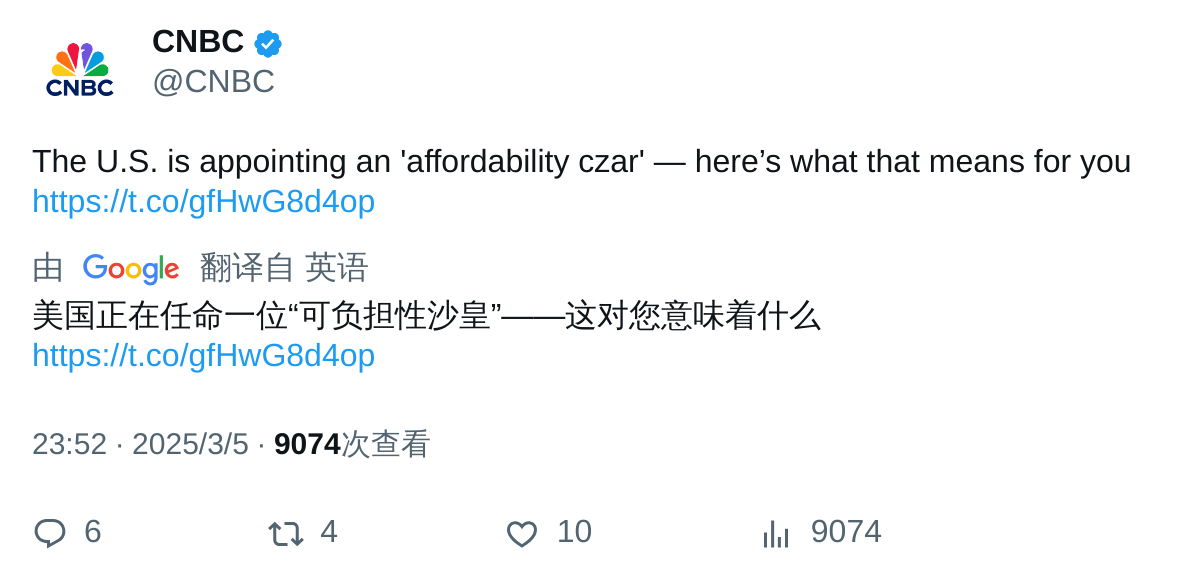 CNBC
@CNBC
CNBC
The U.S. is appointing an 'affordability czar' — here’s what that means for you
https://t.co/gfHwG8d4op
由 Google 翻译自 英语
美国正在任命一位“可负担性沙皇”——这对您意味着什么
https://t.co/gfHwG8d4op
23:52 · 2025/3/5 · 9074次查看
6 4 10 9074